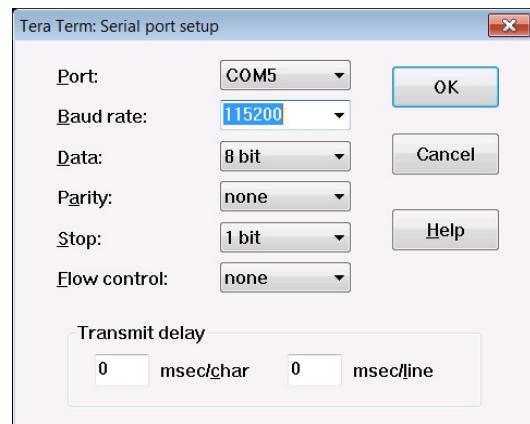 Tera Term: Serial port setup
Port: COM5
OK
Baud rate: 115200
Data: 8 bit
Cancel
Parity: none
Stop: 1 bit
Help
Flow control: none
Transmit delay
0 msec/char 0 msec/line